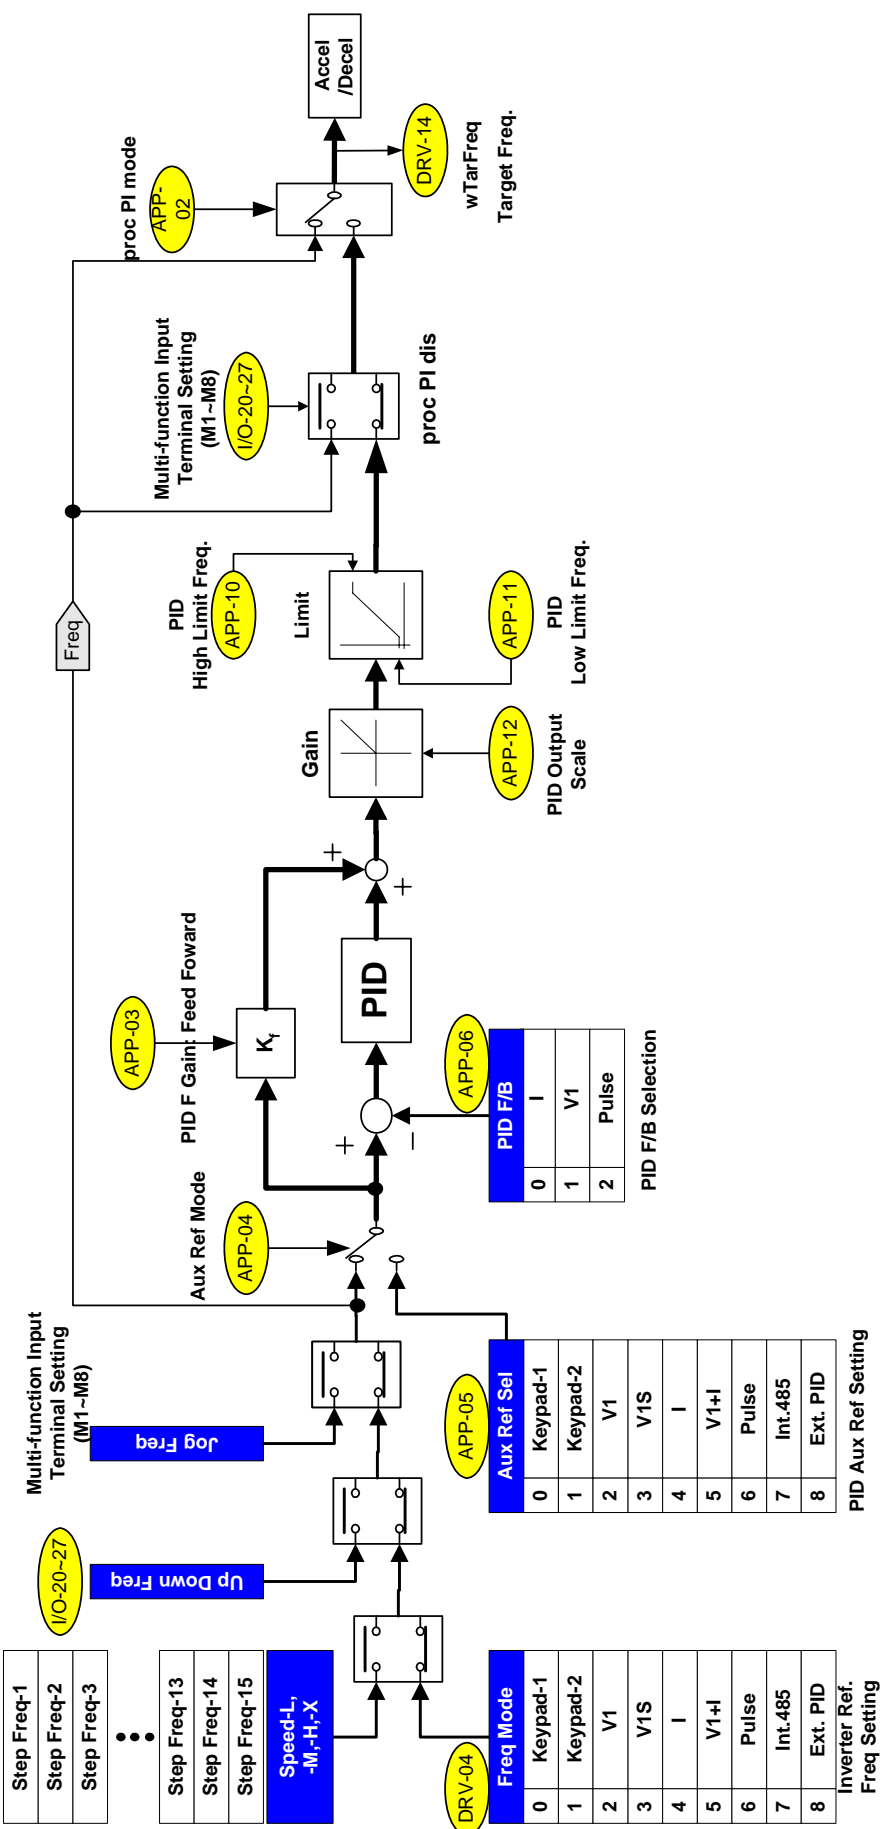 Step Freq-1
Step Freq-2
Step Freq-3
Step Freq-13
Step Freq-14
Step Freq-15
Speed-L,
-M,-H,-X
DRV-04
Freq Mode
0 Keypad-1
1 Keypad-2
2 V1
3 V1S
4 I
5 V1+I
6 Pulse
7 Int.485
8 Ext. PID
Inverter Ref.
Freq Setting
I/O-20~27
Up Down Freq
Multi-function Input
Terminal Setting
(M1~M8)
Jog Freq
APP-05
Aux Ref Sel
0 Keypad-1
1 Keypad-2
2 V1
3 V1S
4 I
5 V1+I
6 Pulse
7 Int.485
8 Ext. PID
PID Aux Ref Setting
Aux Ref Mode
APP-04
+
−
APP-03
PID F Gain: Feed Foward
Kf
PID
APP-06
PID F/B
0 I
1 V1
2 Pulse
PID F/B Selection
+
+
Gain
APP-12
PID Output
Scale
Freq
PID
High Limit Freq.
APP-10
Limit
APP-11
PID
Low Limit Freq.
Multi-function Input
Terminal Setting
(M1~M8)
I/O-20~27
proc PI dis
proc PI mode
APP-
02
DRV-14
wTarFreq
Target Freq.
Accel
/Decel